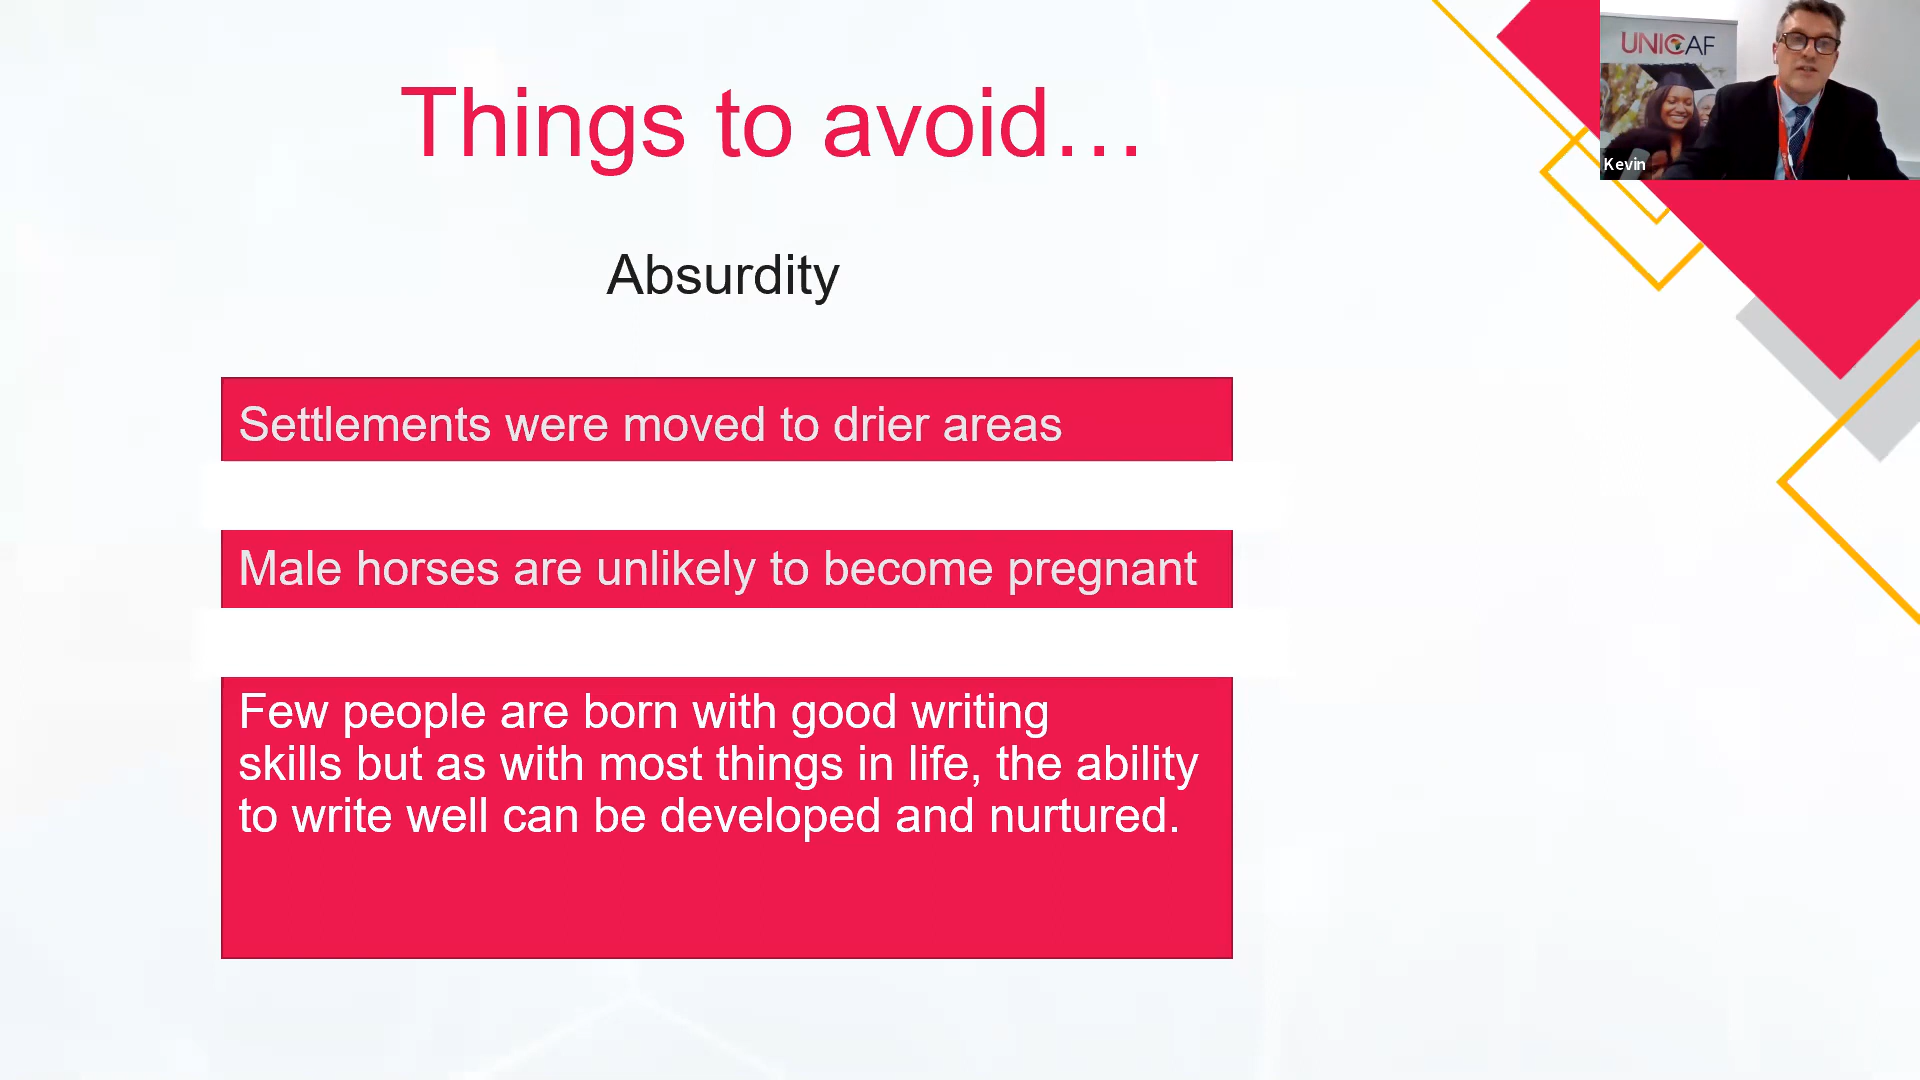 UNICAF
Kevin
Things to avoid...
Absurdity
Settlements were moved to drier areas
Male horses are unlikely to become pregnant
Few people are born with good writing
skills but as with most things in life, the ability
to write well can be developed and nurtured.